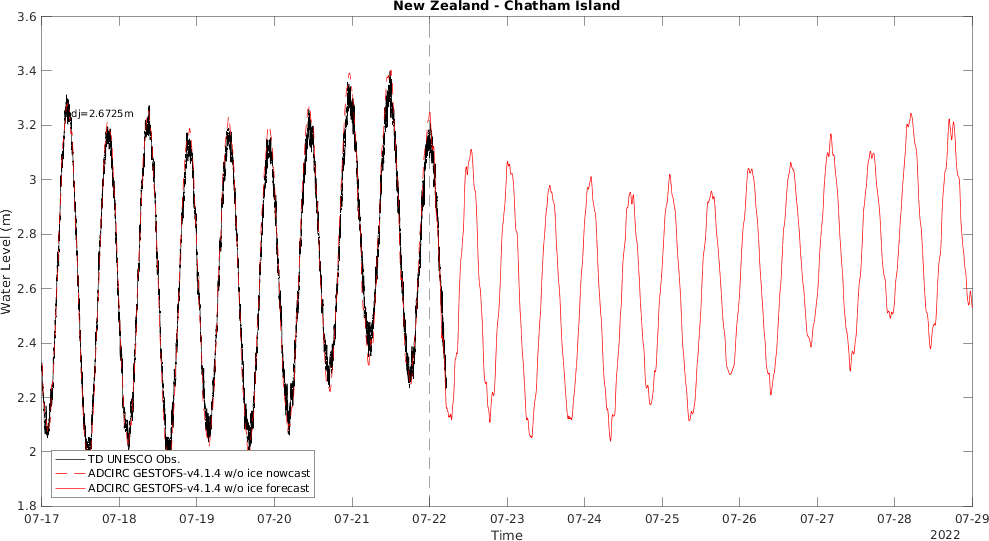 New Zealand - Chatham Island
3.6
3.4
3.2
3
2.8
2.6
2.4
2.2
2
1.8
Water Level (m)
dj=2.6725m
TD UNESCO Obs.
ADCIRC GESTOFS-v4.1.4 w/o ice nowcast
ADCIRC GESTOFS-v4.1.4 w/o ice forecast
07-17 07-18 07-19 07-20 07-21 07-22 07-23 07-24 07-25 07-26 07-27 07-28 07-29
Time
2022